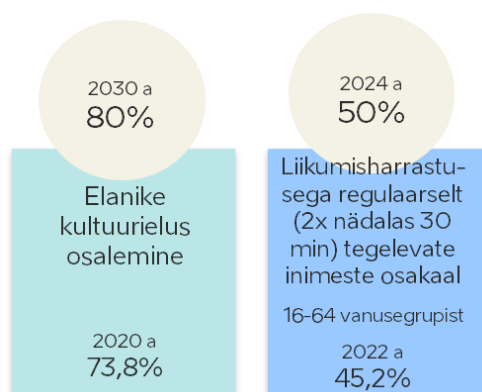 2030 a
80%
Elanike
kultuurielus
osalemine
2020 a
73,8%
2024 a
50%
Liikumisharrastu-
sega regulaarselt
(2x nädalas 30
min) tegelevate
inimeste osakaal
16-64 vanusegrupist
2022 a
45,2%